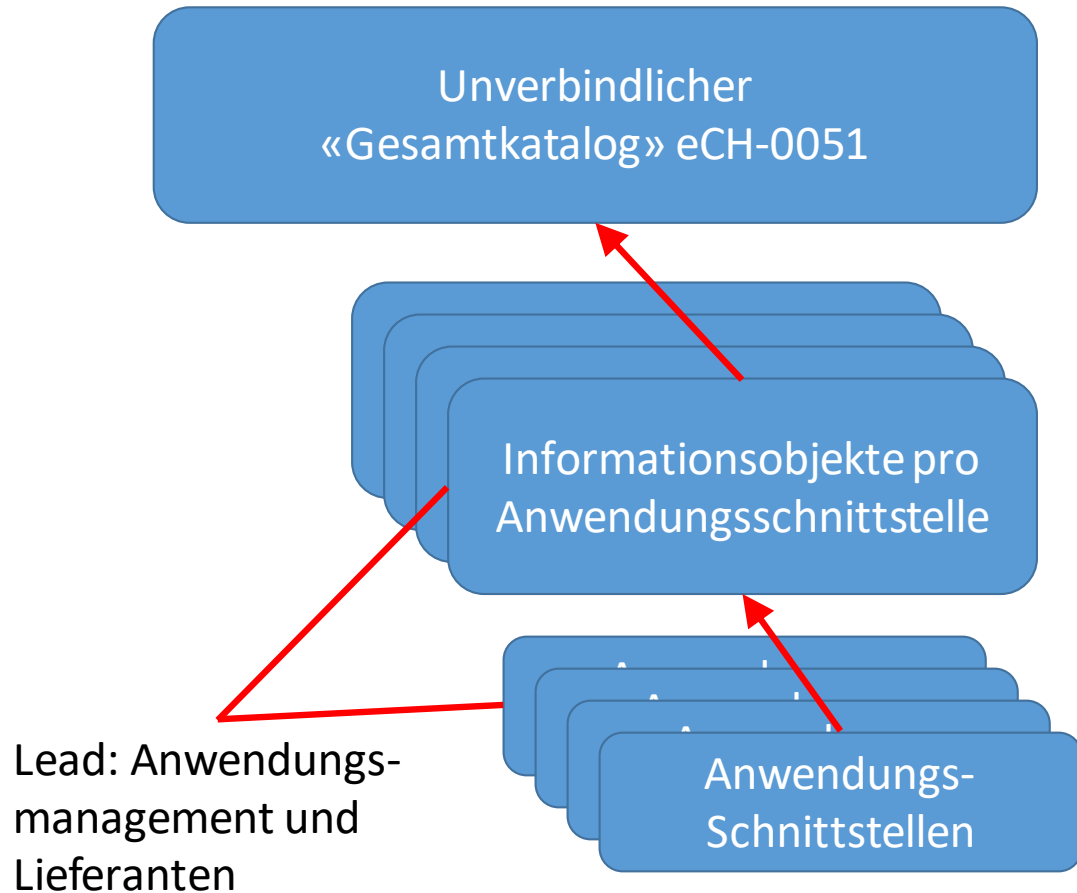 Unverbindlicher
«Gesamtkatalog» eCH-0051
Informationsobjekte pro
Anwendungsschnittstelle
Anwendungs-
Schnittstellen
Lead: Anwendungs-
management und
Lieferanten